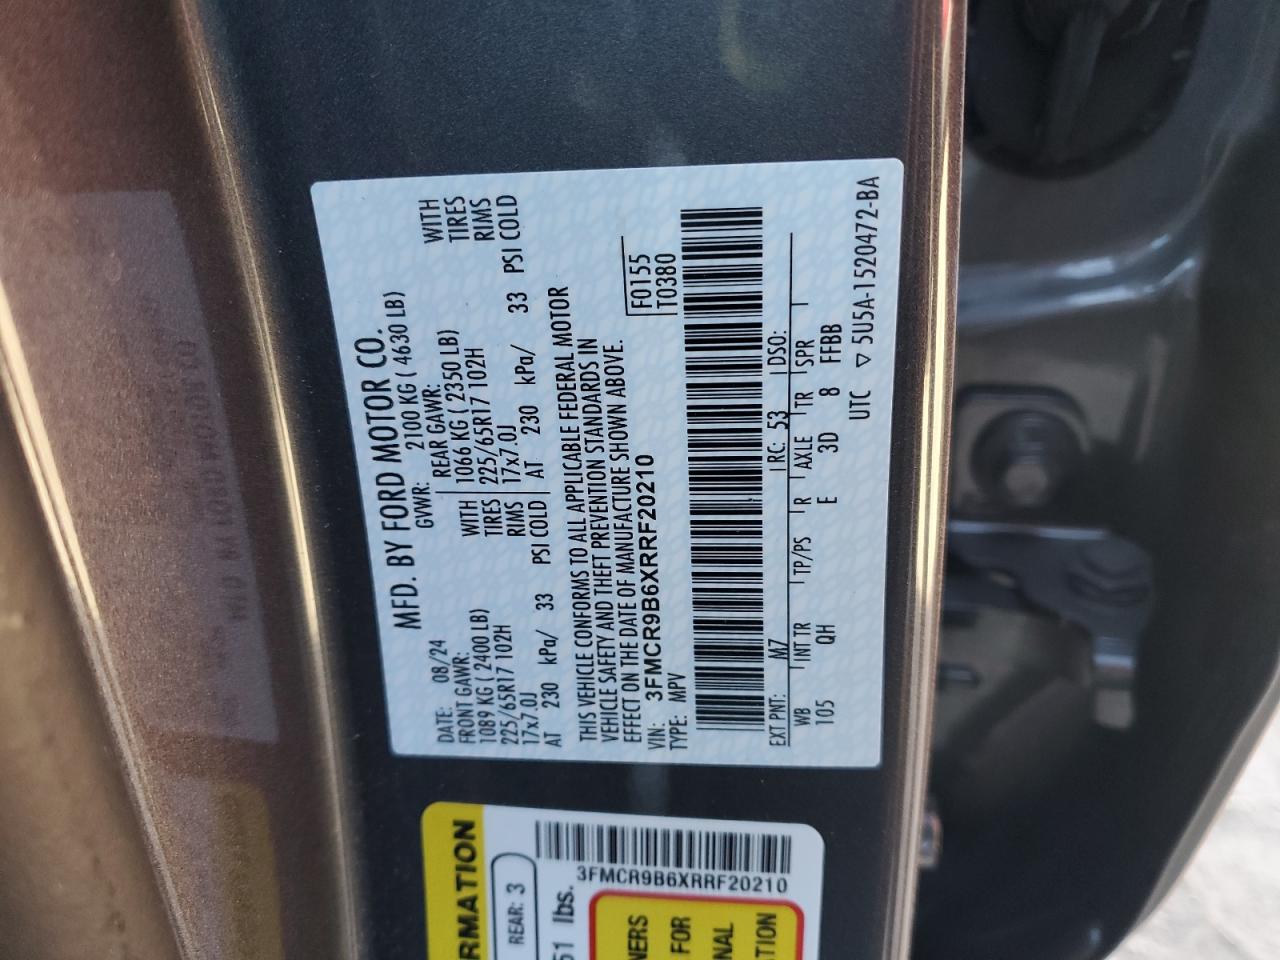 MFD. BY FORD MOTOR CO.
DATE: 08/24 GVWR: 2100 KG ( 4630 LB)
FRONT GAWR: REAR GAWR:
1089 KG ( 2400 LB) WITH 1066 KG ( 2350 LB) WITH
225/65R17 102H TIRES 225/65R17 102H TIRES
17x7.0J RIMS 17x7.0J RIMS
AT 230 kPa/ 33 PSI COLD AT 230 kPa/ 33 PSI COLD
THIS VEHICLE CONFORMS TO ALL APPLICABLE FEDERAL MOTOR
VEHICLE SAFETY AND THEFT PREVENTION STANDARDS IN
EFFECT ON THE DATE OF MANUFACTURE SHOWN ABOVE.
VIN: 3FMCR9B6XRRF20210 F0155
TYPE: MPV T0380
EXT PNT: M7 RC: 53 DSO:
WB INT TR TP/PS R AXLE TR SPR
105 QH E 3D 8 FFBB
UTC ▽ 5U5A-1520472-BA
RMATION
REAR: 3
51 lbs.
3FMCR9B6XRRF20210
NERS
FOR
NAL
TION